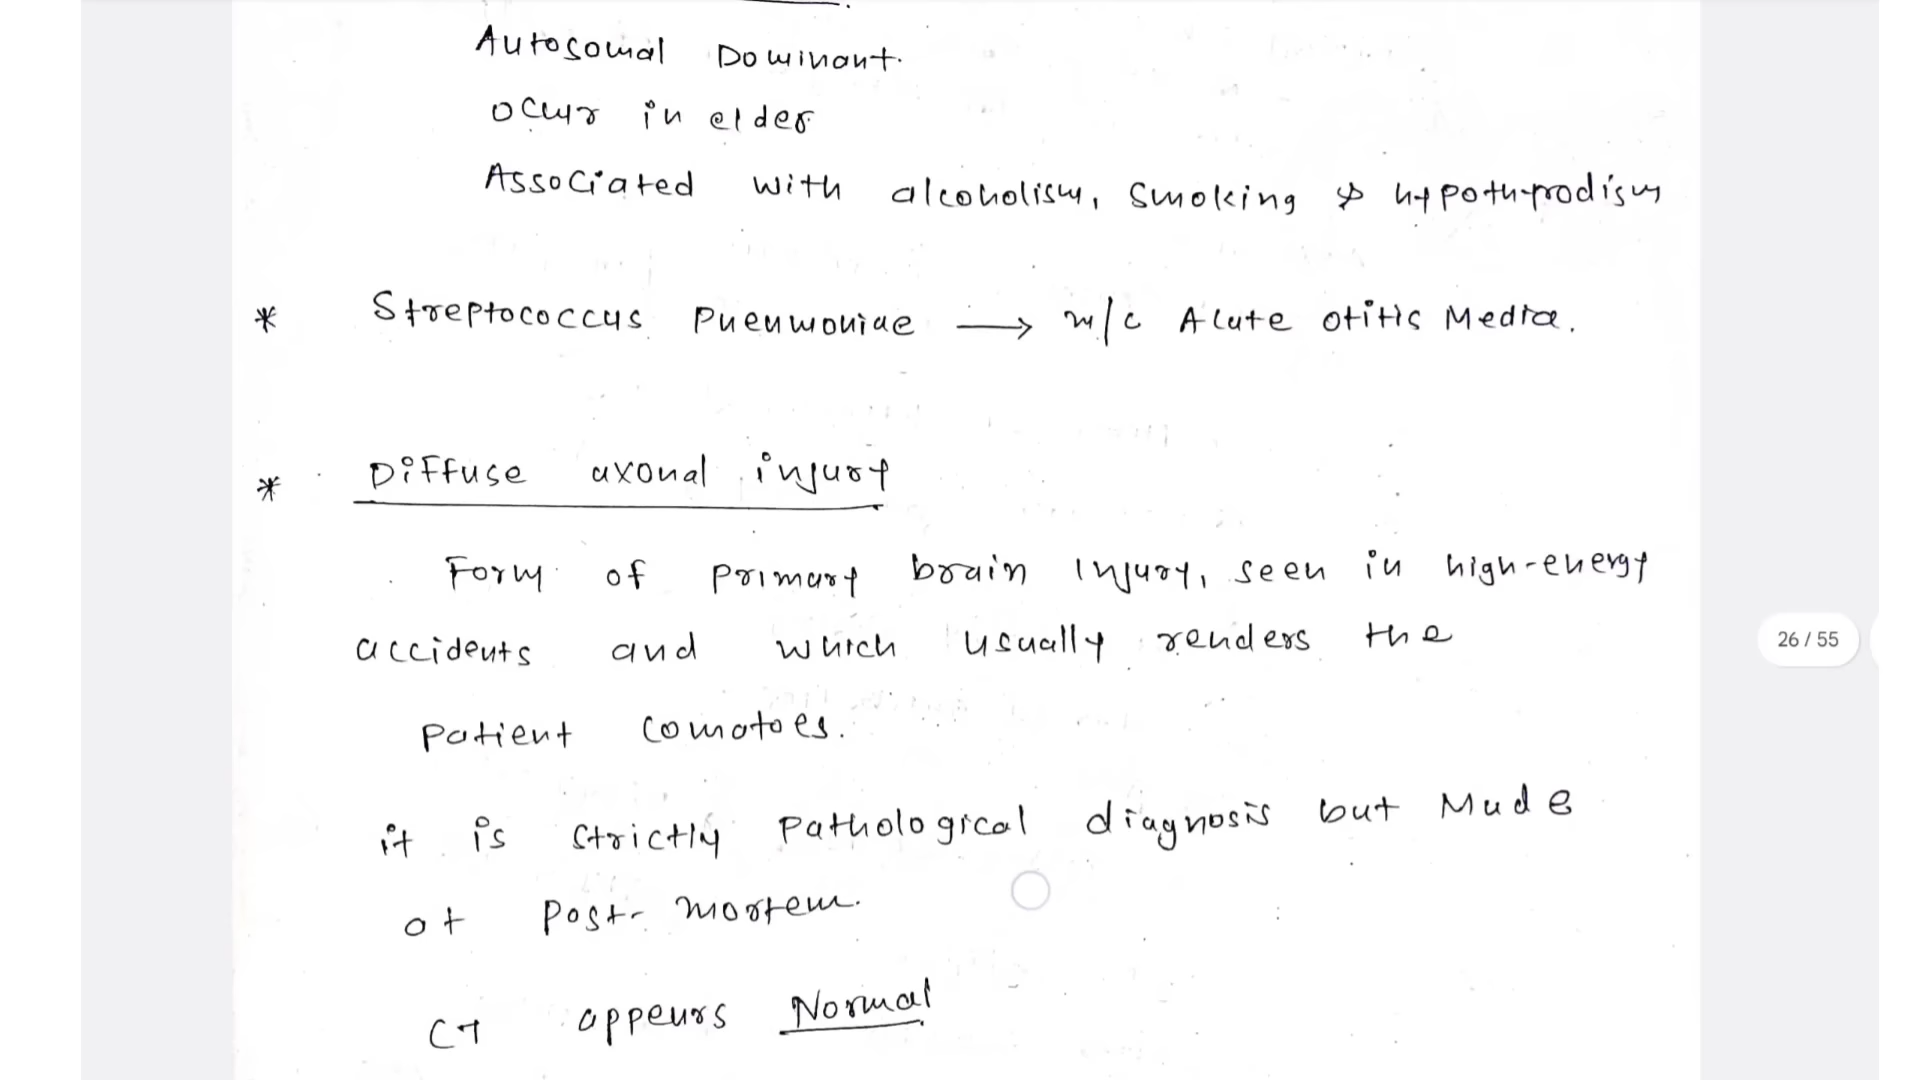 Autosomal Dominant.
Occur in elder
Associated with alcoholism, smoking & hypothyrodism
* Streptococcus Pneumoniae → m/c Acute otitis Media.
* Diffuse axonal injury
Form of primary brain injury, seen in high-energy
accidents and which usually renders the
Patient comatoes.
it is strictly pathological diagnosis but Made
at Post-mortem.
CT appears Normal
26 / 55